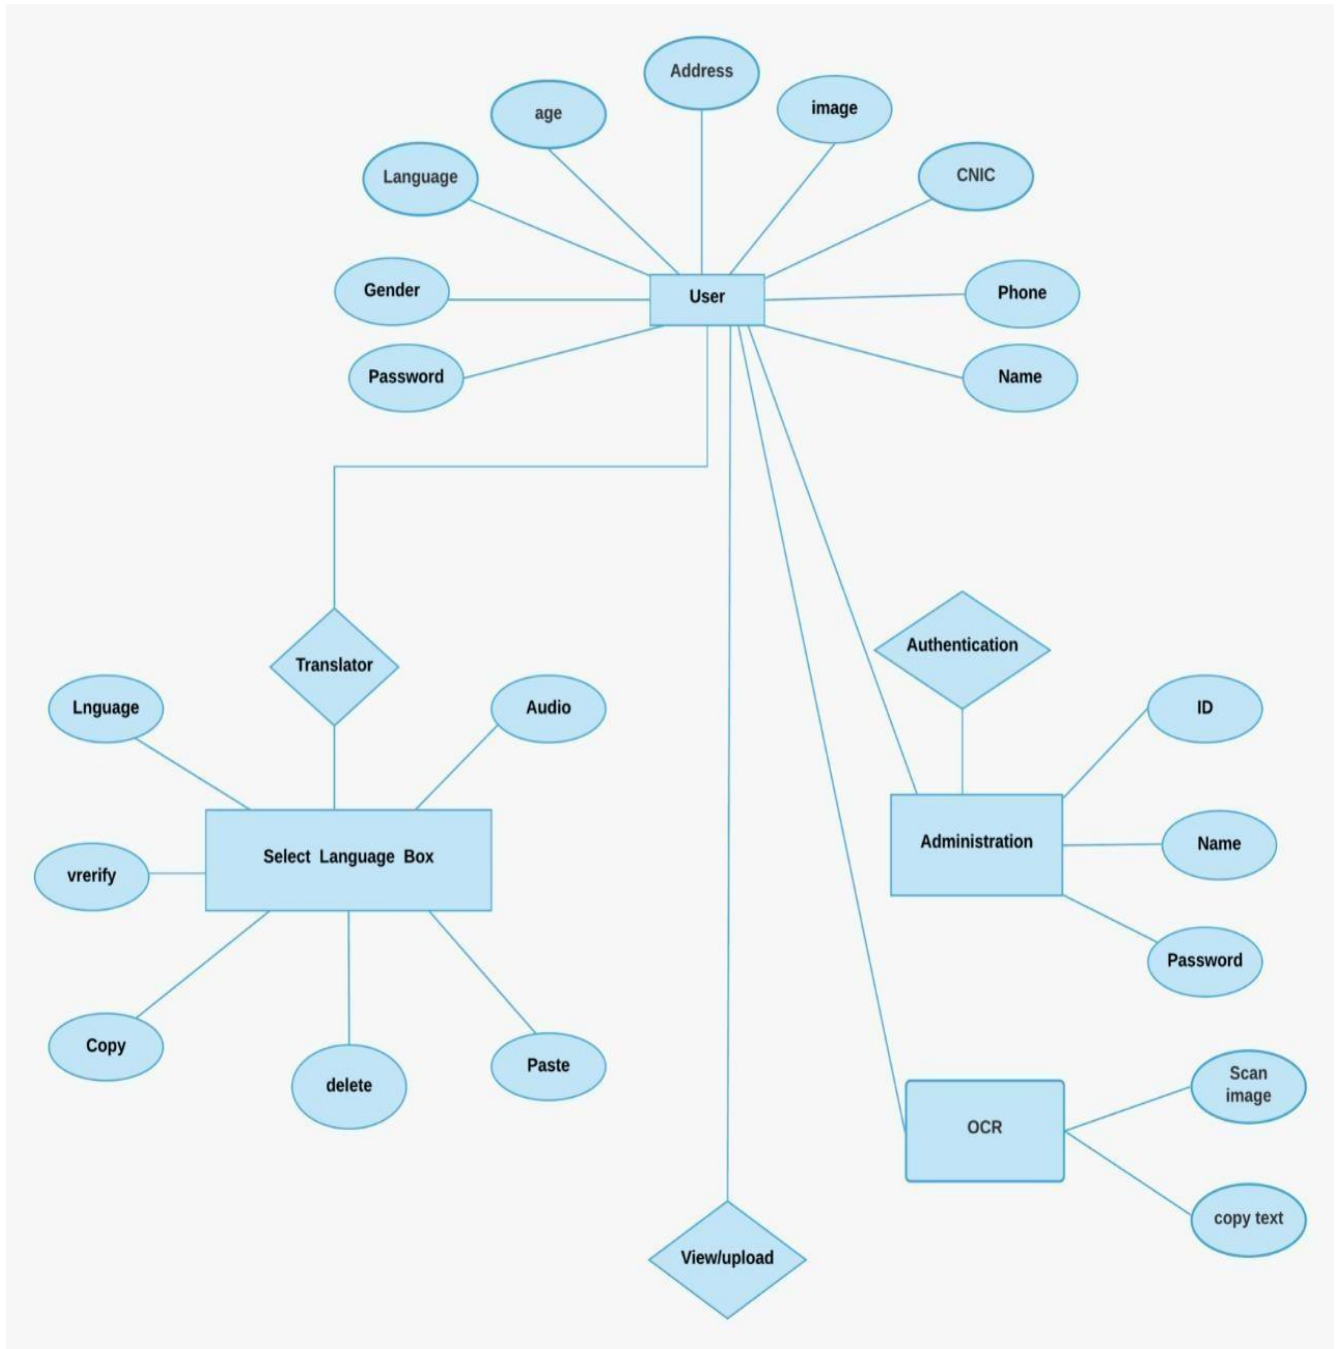 Address
image
age
CNIC
Language
Gender
User
Phone
Password
Name
Translator
Authentication
Lnguage
Audio
ID
Select Language Box
Administration
Name
vrerify
Password
Copy
delete
Paste
Scan
image
OCR
copy text
View/upload